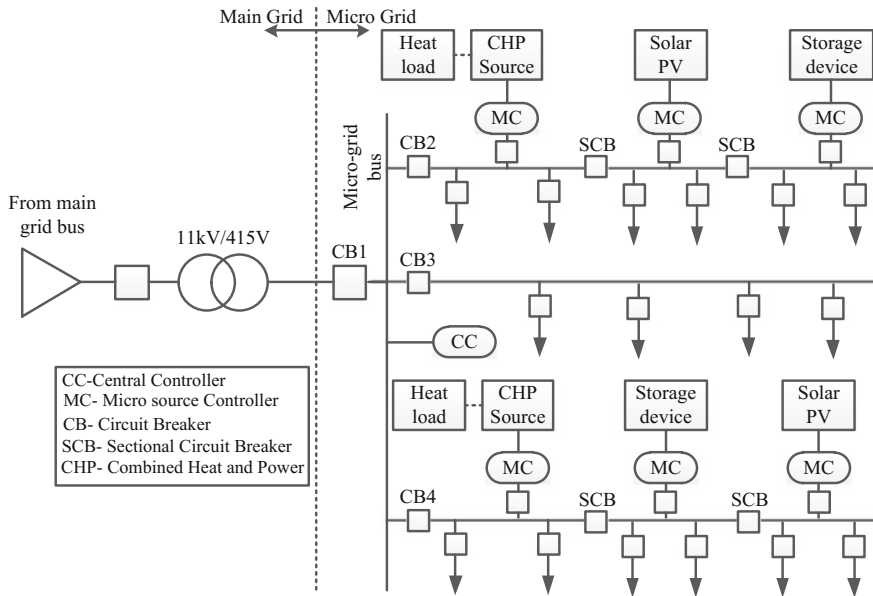 Main Grid
Micro Grid
Heat
load
CHP
Source
Solar
PV
Storage
device
MC
MC
MC
Micro-grid
bus
CB2
SCB
SCB
From main
grid bus
11kV/415V
CB1
CB3
CC
CC-Central Controller
MC- Micro source Controller
CB- Circuit Breaker
SCB- Sectional Circuit Breaker
CHP- Combined Heat and Power
Heat
load
CHP
Source
Storage
device
Solar
PV
MC
MC
MC
CB4
SCB
SCB